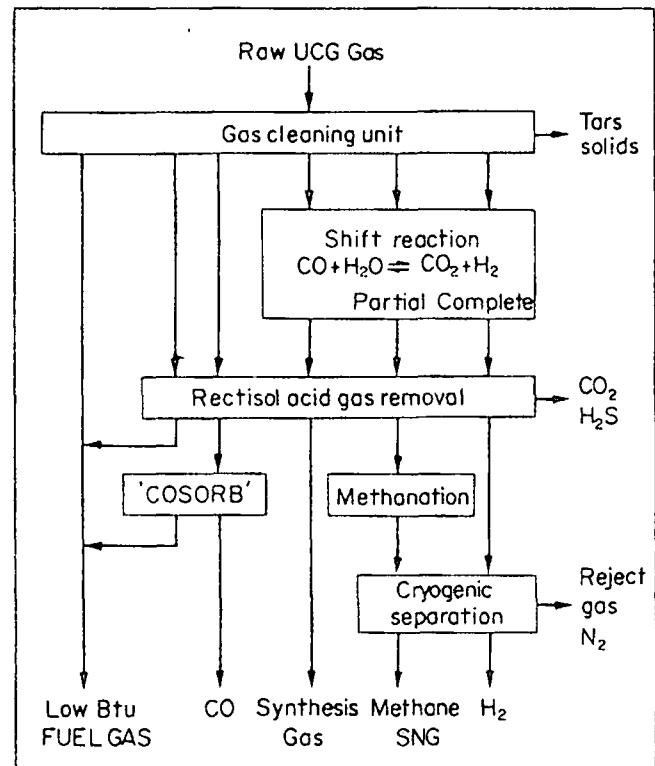 Raw UCG Gas
Gas cleaning unit
Tars
solids
Shift reaction
CO+H₂O ⇌ CO₂+H₂
Partial Complete
Rectisol acid gas removal
CO₂
H₂S
'COSORB'
Methanation
Cryogenic
separation
Reject
gas
N₂
Low Btu
FUEL GAS
CO
Synthesis
Gas
Methane
SNG
H₂